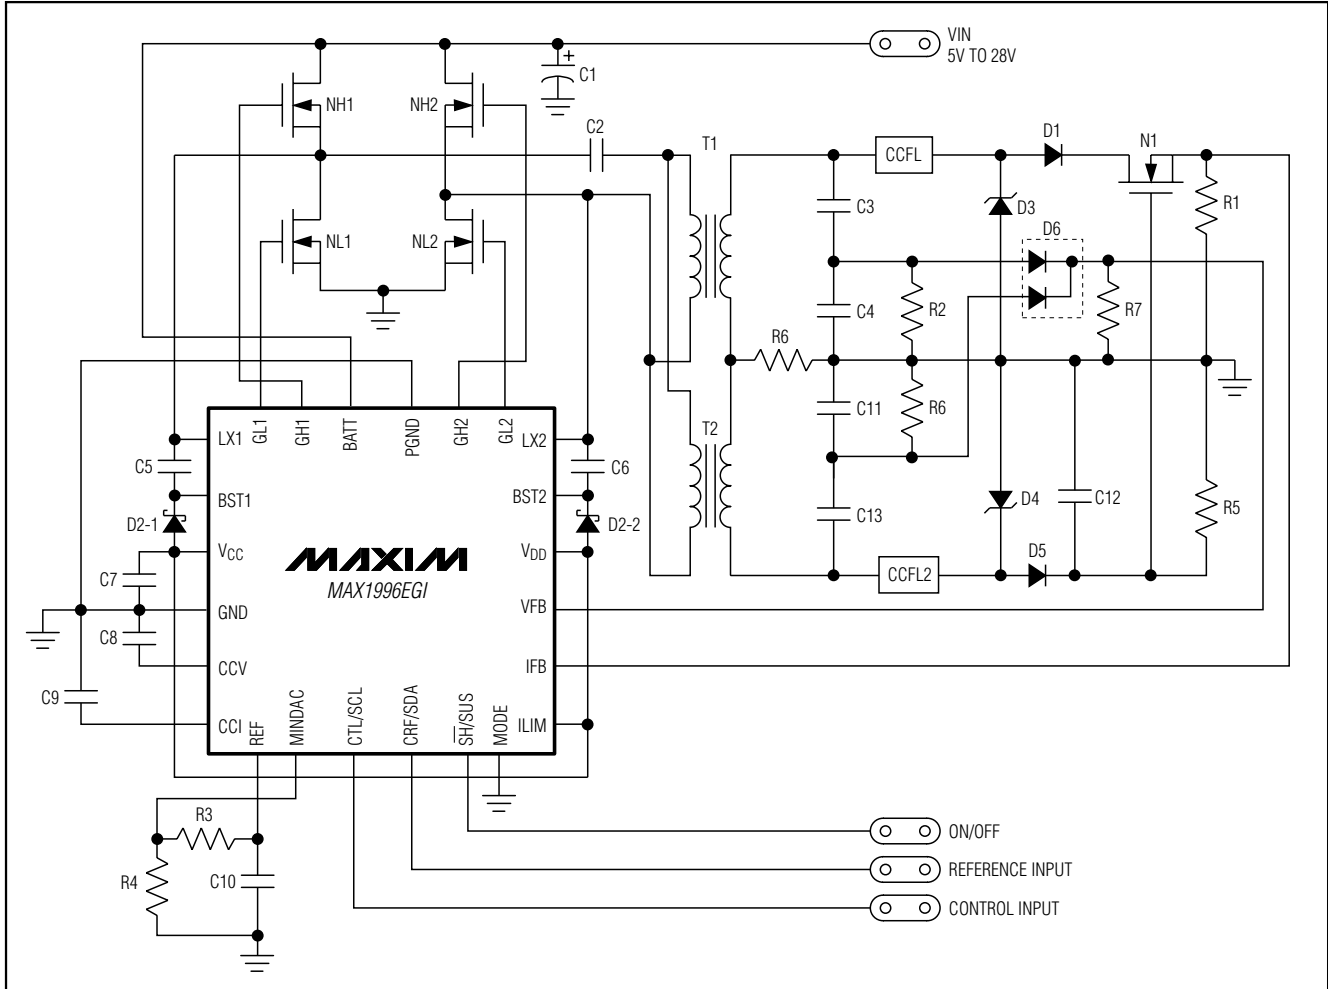 VIN
5V TO 28V
+
C1
NH1
NH2
C2
T1
CCFL
D1
N1
C3
D3
R1
D6
NL1
NL2
C4
R2
R7
R6
C11
R6
T2
GL1
GH1
BATT
PGND
GH2
GL2
LX1
LX2
C5
C6
BST1
BST2
D2-1
D2-2
C13
D4
C12
R5
VCC
VDD
C7
MAXIM
MAX1996EGI
CCFL2
D5
GND
VFB
C8
CCV
IFB
C9
CCI
REF
MINDAC
CTL/SCL
CRF/SDA
SH/SUS
MODE
ILIM
R3
R4
C10
ON/OFF
REFERENCE INPUT
CONTROL INPUT